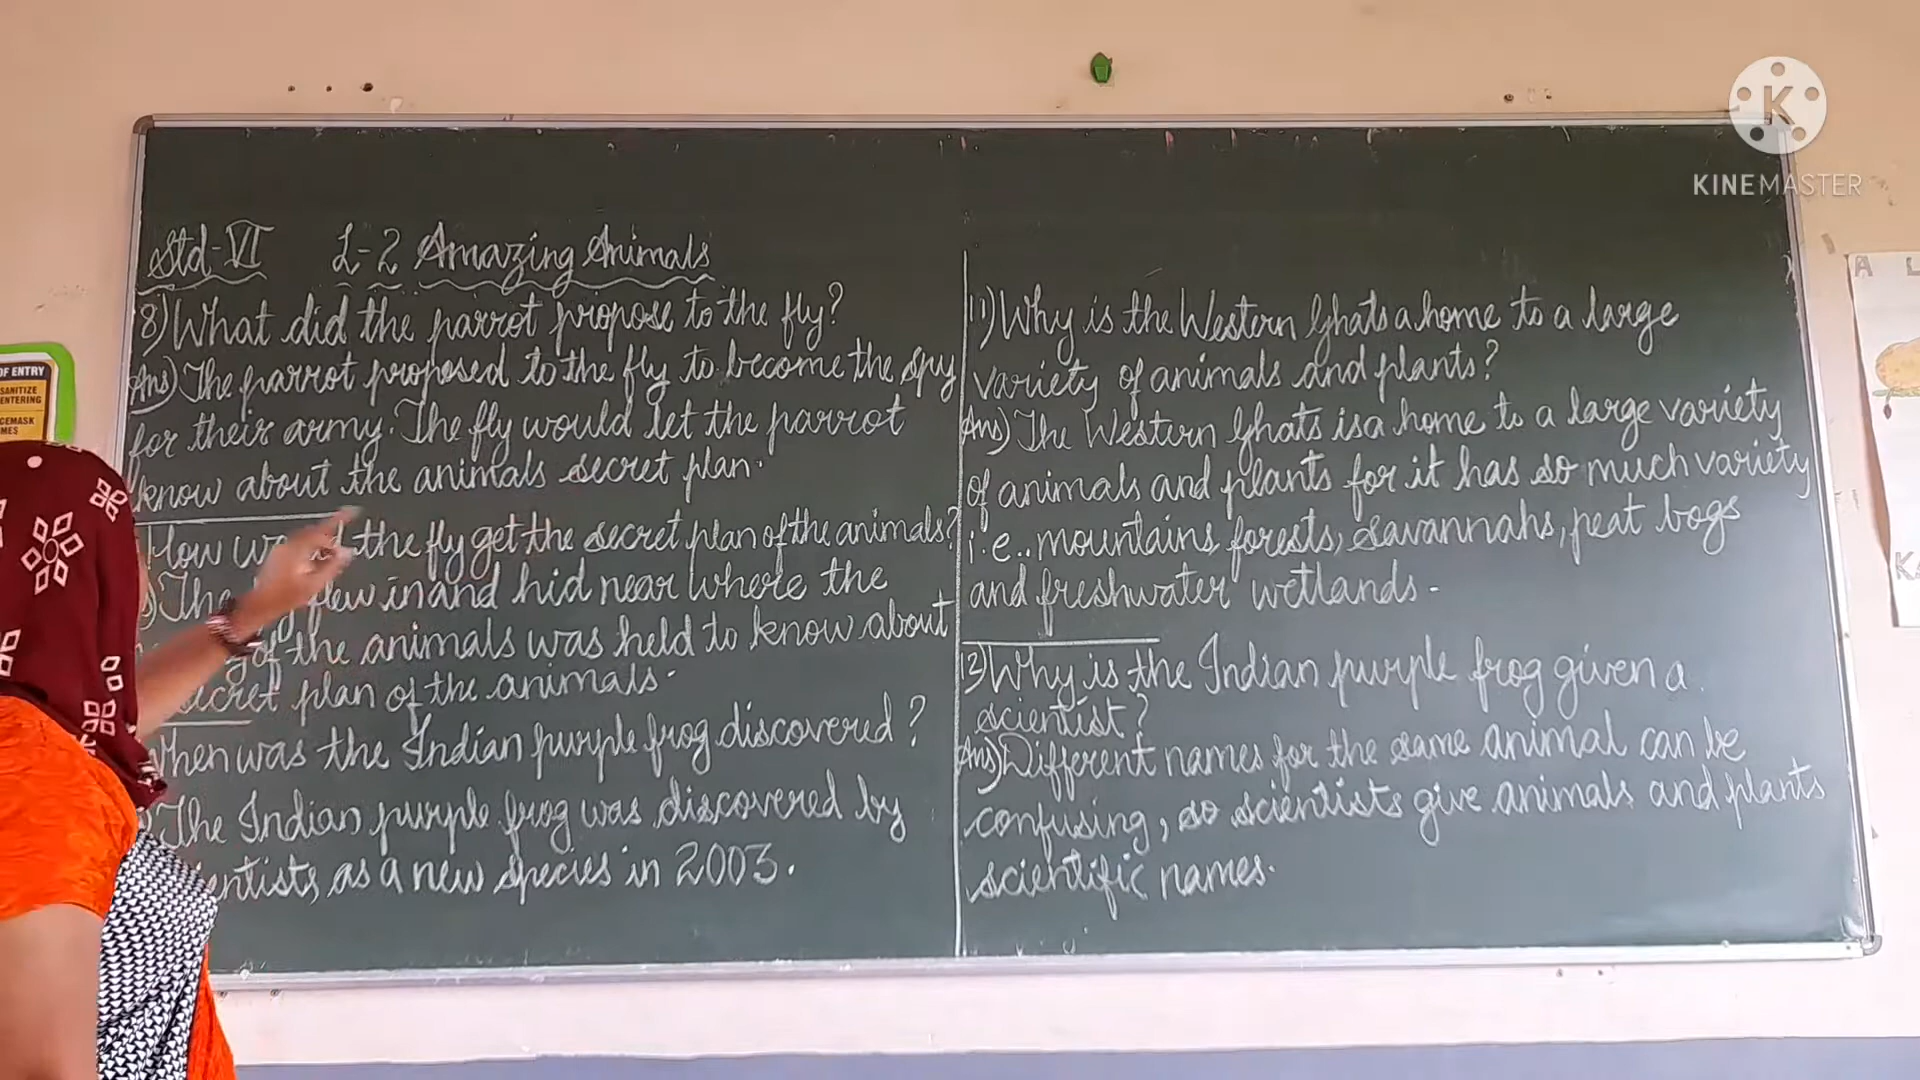 Std-VI L-2 Amazing Animals
8) What did the parrot propose to the fly?
Ans) The parrot proposed to the fly to become the spy
for their army. The fly would let the parrot
know about the animals secret plan.
How the fly get the secret plan of the animals?
The flew in and hid near where the
of the animals was held to know about
secret plan of the animals.
When was the Indian purple frog discovered?
The Indian purple frog was discovered by
as a new species in 2003.
11) Why is the Western Ghats a home to a large
variety of animals and plants?
Ans) The Western Ghats is a home to a large variety
of animals and plants for it has so much variety
i.e.. mountains, forests, savannahs, peat bogs
and freshwater wetlands.
12) Why is the Indian purple frog given a
scientist?
Ans) Different names for the same animal can be
confusing, so scientists give animals and plants
scientific names.
KINEMASTER
K
OF ENTRY
SANITIZE
ENTERING
A L